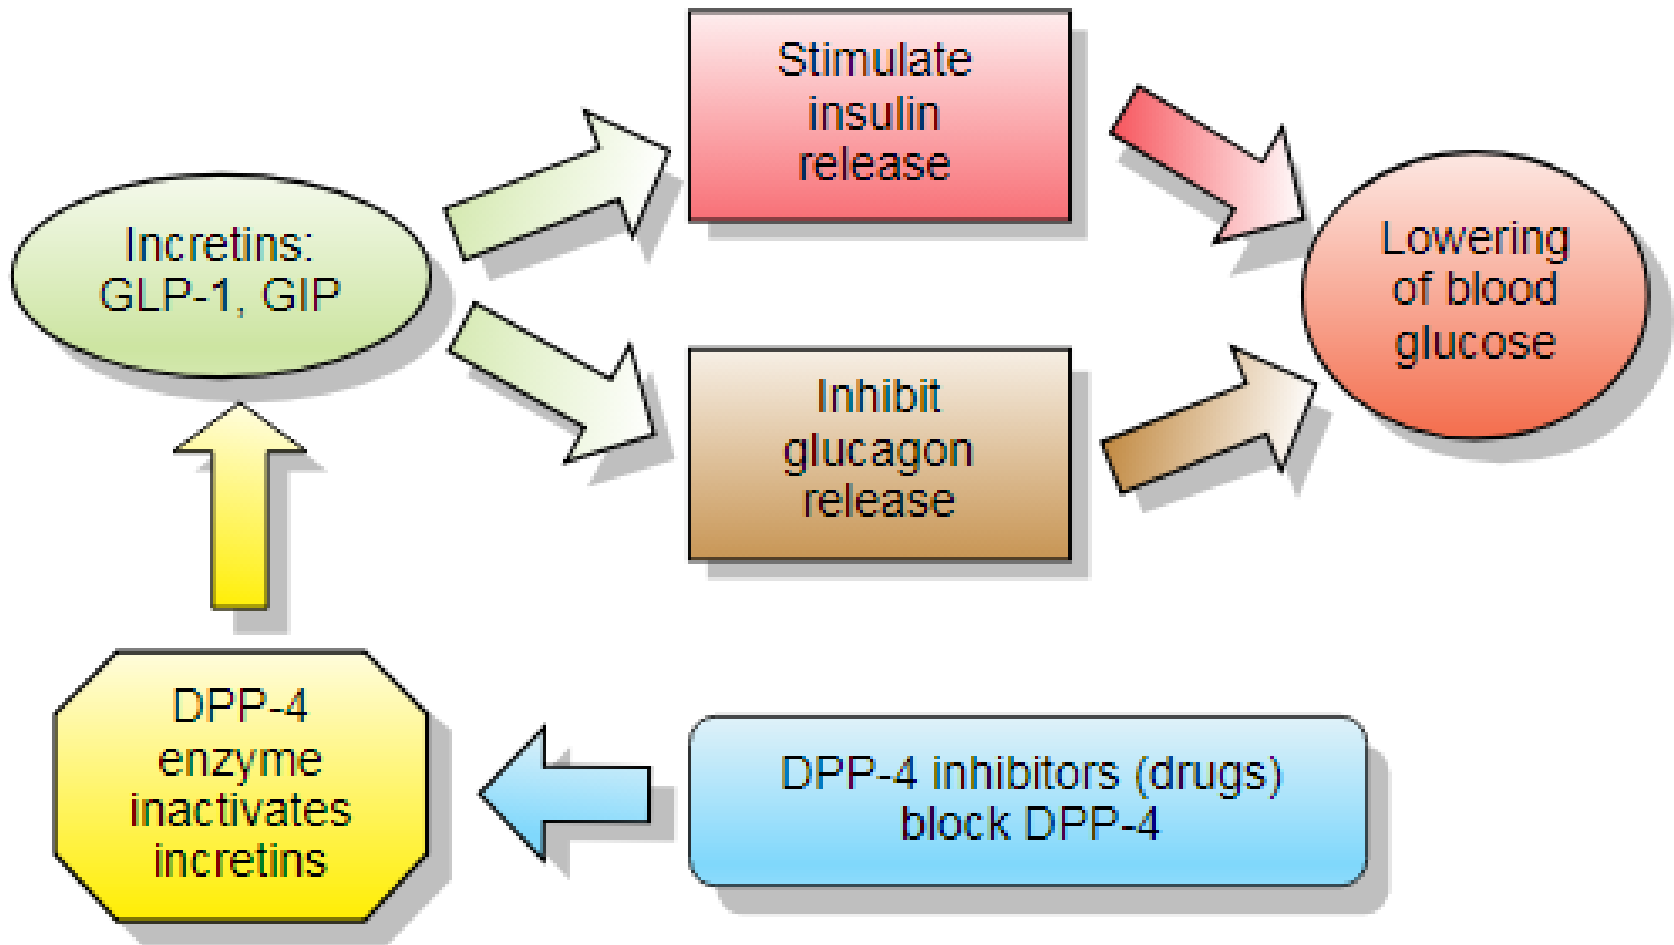 Stimulate
insulin
release
Incretins:
GLP-1, GIP
Lowering
of blood
glucose
Inhibit
glucagon
release
DPP-4
enzyme
inactivates
incretins
DPP-4 inhibitors (drugs)
block DPP-4